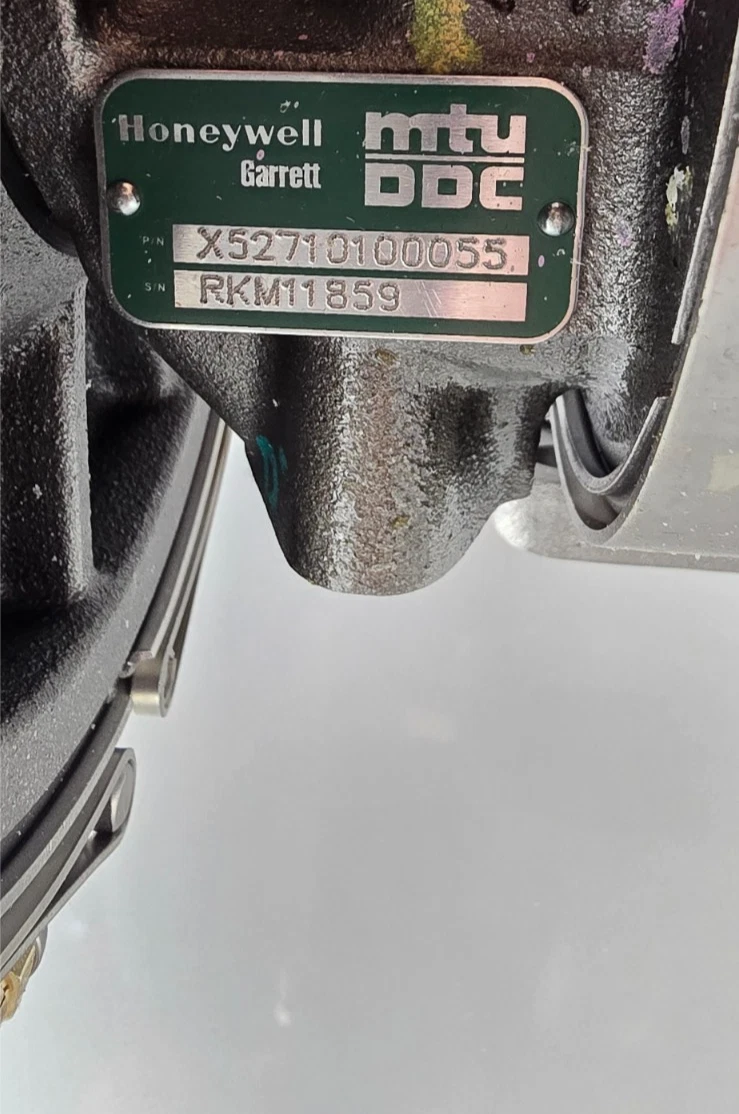 Honeywell
Garrett
mtu
DDC
P/N X52710100055
S/N RKM11859